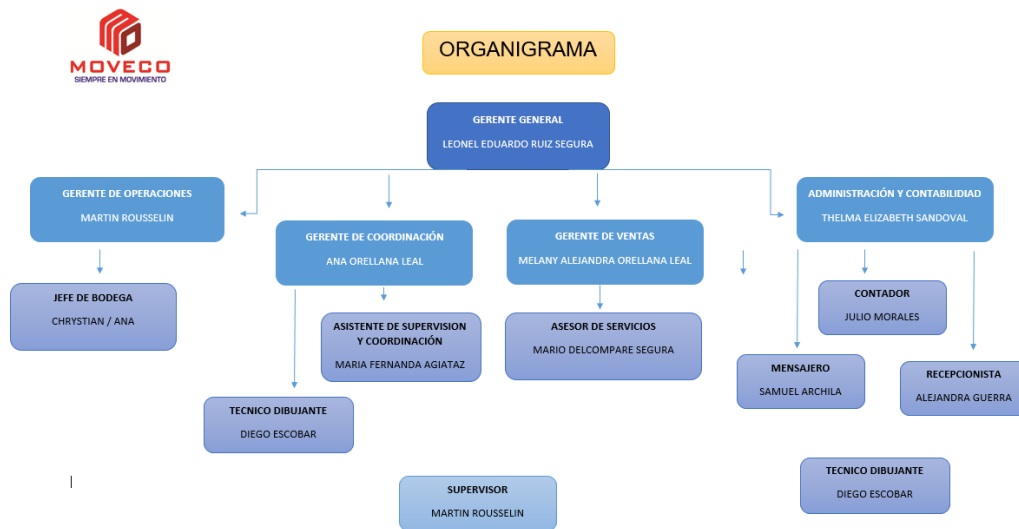 MOVECO
SIEMPRE EN MOVIMIENTO
ORGANIGRAMA
GERENTE GENERAL
LEONEL EDUARDO RUIZ SEGURA
GERENTE DE OPERACIONES
MARTIN ROUSSELIN
GERENTE DE COORDINACIÓN
ANA ORELLANA LEAL
GERENTE DE VENTAS
MELANY ALEJANDRA ORELLANA LEAL
ADMINISTRACIÓN Y CONTABILIDIAD
THELMA ELIZABETH SANDOVAL
JEFE DE BODEGA
CHRYSTIAN / ANA
ASISTENTE DE SUPERVISION
Y COORDINACIÓN
MARIA FERNANDA AGIATAZ
ASESOR DE SERVICIOS
MARIO DELCOMPARE SEGURA
CONTADOR
JULIO MORALES
MENSAJERO
SAMUEL ARCHILA
RECEPCIONISTA
ALEJANDRA GUERRA
TECNICO DIBUJANTE
DIEGO ESCOBAR
SUPERVISOR
MARTIN ROUSSELIN
TECNICO DIBUJANTE
DIEGO ESCOBAR